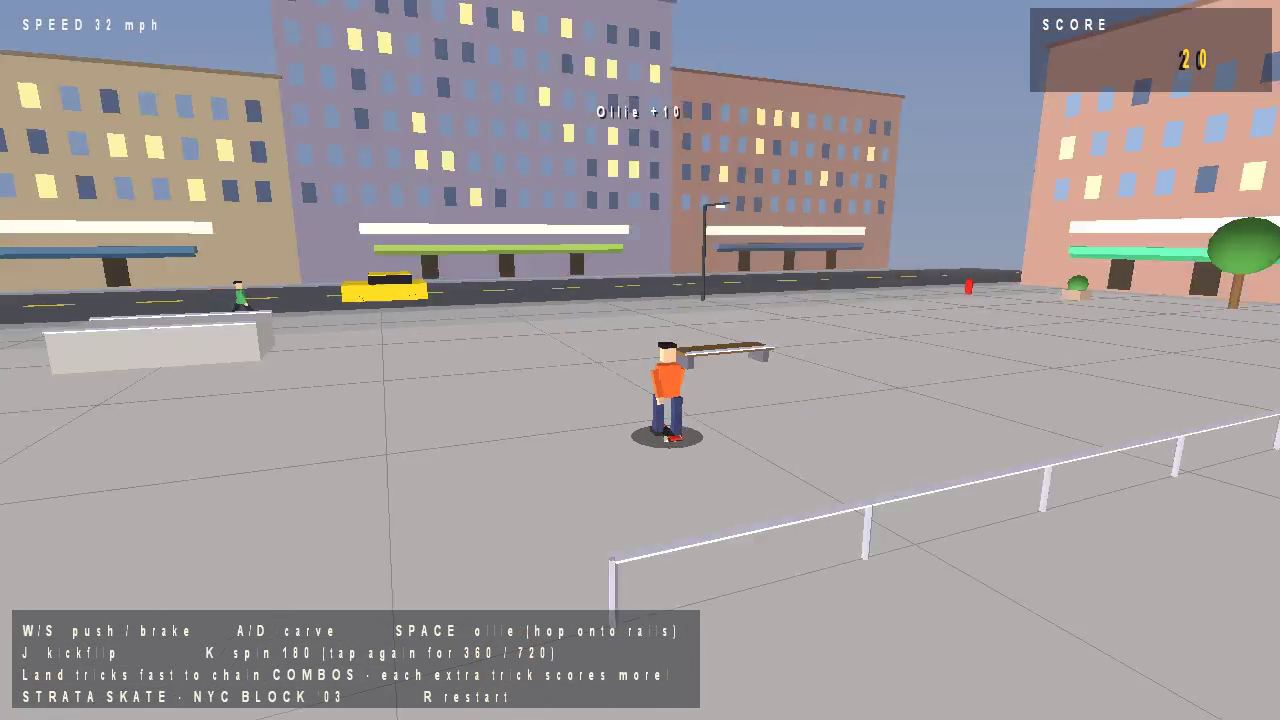 SPEED 32 mph
SCORE
20
Ollie +10
W/S push / brake A/D carve SPACE ollie (hop onto rails)
J kickflip K spin 180 (tap again for 360 / 720)
Land tricks fast to chain COMBOS · each extra trick scores more!
STRATA SKATE · NYC BLOCK '03 R restart